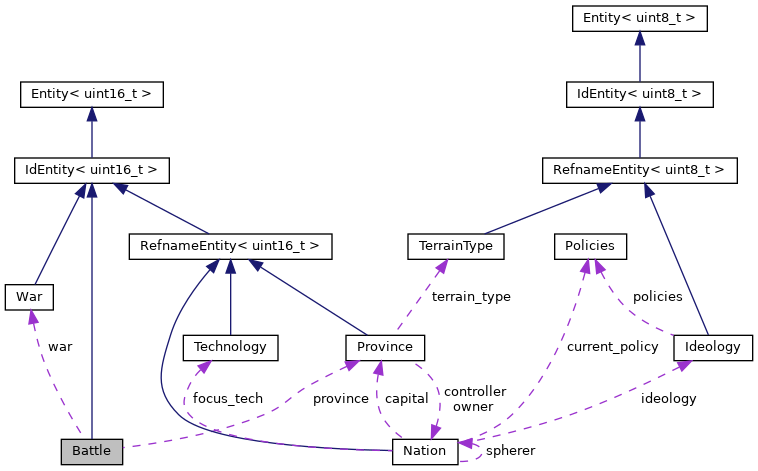 Entity< uint8_t >
Entity< uint16_t >
IdEntity< uint8_t >
IdEntity< uint16_t >
RefnameEntity< uint8_t >
RefnameEntity< uint16_t >
TerrainType
Policies
War
terrain_type
policies
war
Technology
Province
current_policy
Ideology
focus_tech
province
capital
controller
owner
ideology
Battle
Nation
spherer